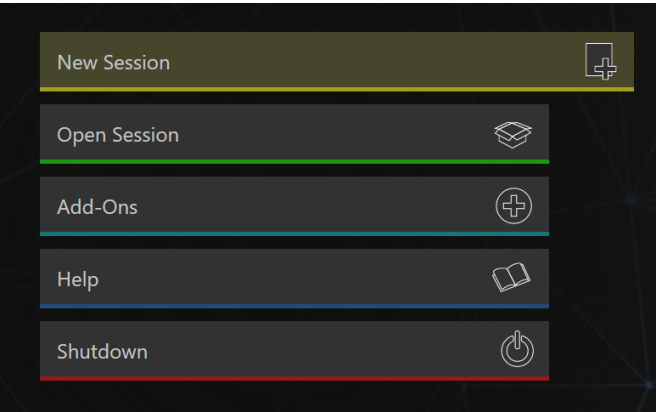 New Session
Open Session
Add-Ons
Help
Shutdown